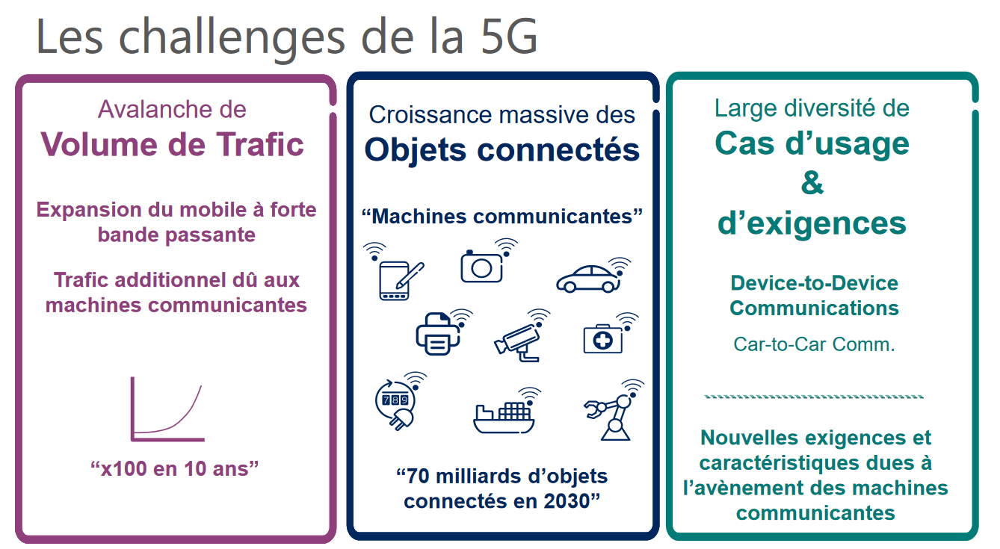 Les challenges de la 5G
Avalanche de
Volume de Trafic
Expansion du mobile à forte
bande passante
Trafic additionnel dû aux
machines communicantes
“x100 en 10 ans”
Croissance massive des
Objets connectés
“Machines communicantes”
789
“70 milliards d’objets
connectés en 2030”
Large diversité de
Cas d’usage
&
d’exigences
Device-to-Device
Communications
Car-to-Car Comm.
Nouvelles exigences et
caractéristiques dues à
l’avènement des machines
communicantes